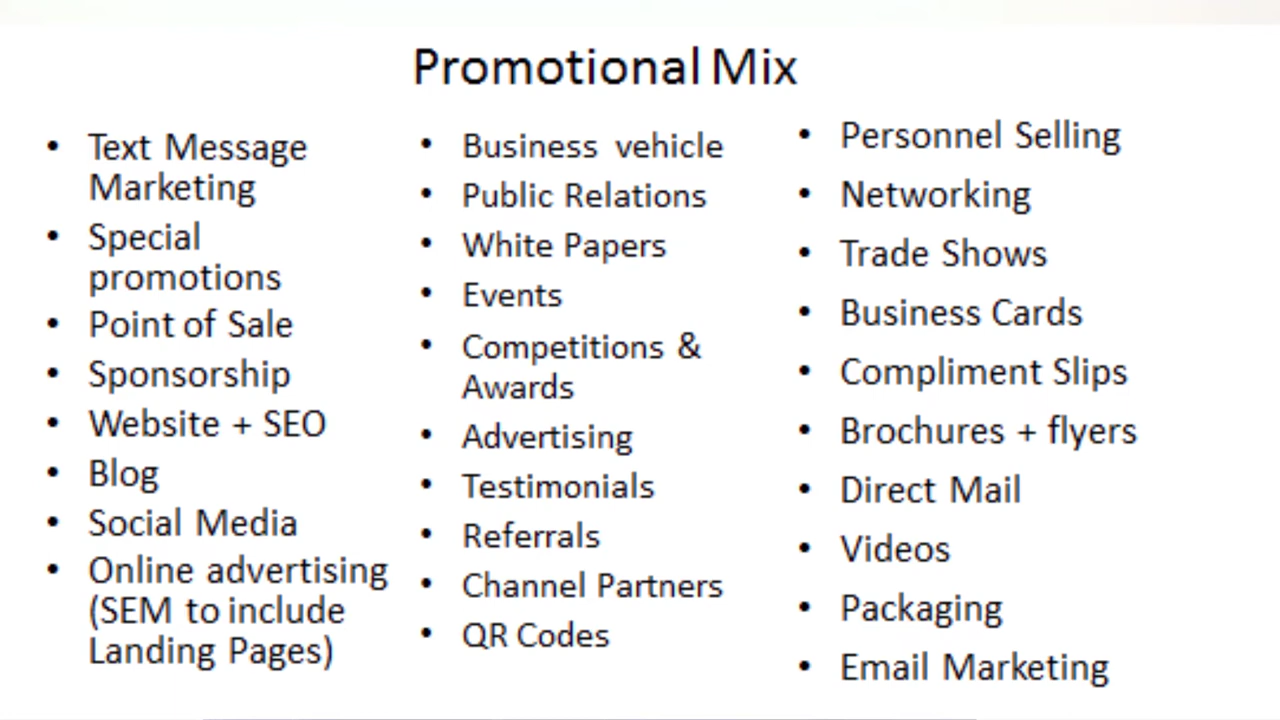 Promotional Mix
• Text Message
Marketing
• Special
promotions
• Point of Sale
• Sponsorship
• Website + SEO
• Blog
• Social Media
• Online advertising
(SEM to include
Landing Pages)
• Business vehicle
• Public Relations
• White Papers
• Events
• Competitions &
Awards
• Advertising
• Testimonials
• Referrals
• Channel Partners
• QR Codes
• Personnel Selling
• Networking
• Trade Shows
• Business Cards
• Compliment Slips
• Brochures + flyers
• Direct Mail
• Videos
• Packaging
• Email Marketing